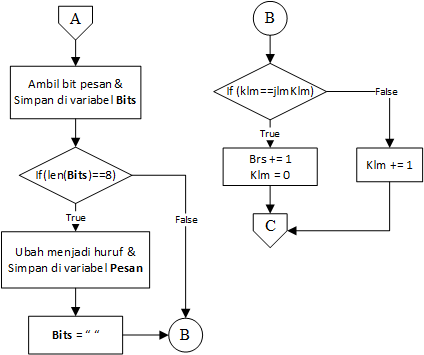 A
Ambil bit pesan &
Simpan di variabel Bits
If(len(Bits)==8)
True
False
Ubah menjadi huruf &
Simpan di variabel Pesan
Bits = “ “
B
B
If (klm==jlmKlm)
False
True
Brs += 1
Klm = 0
Klm += 1
C